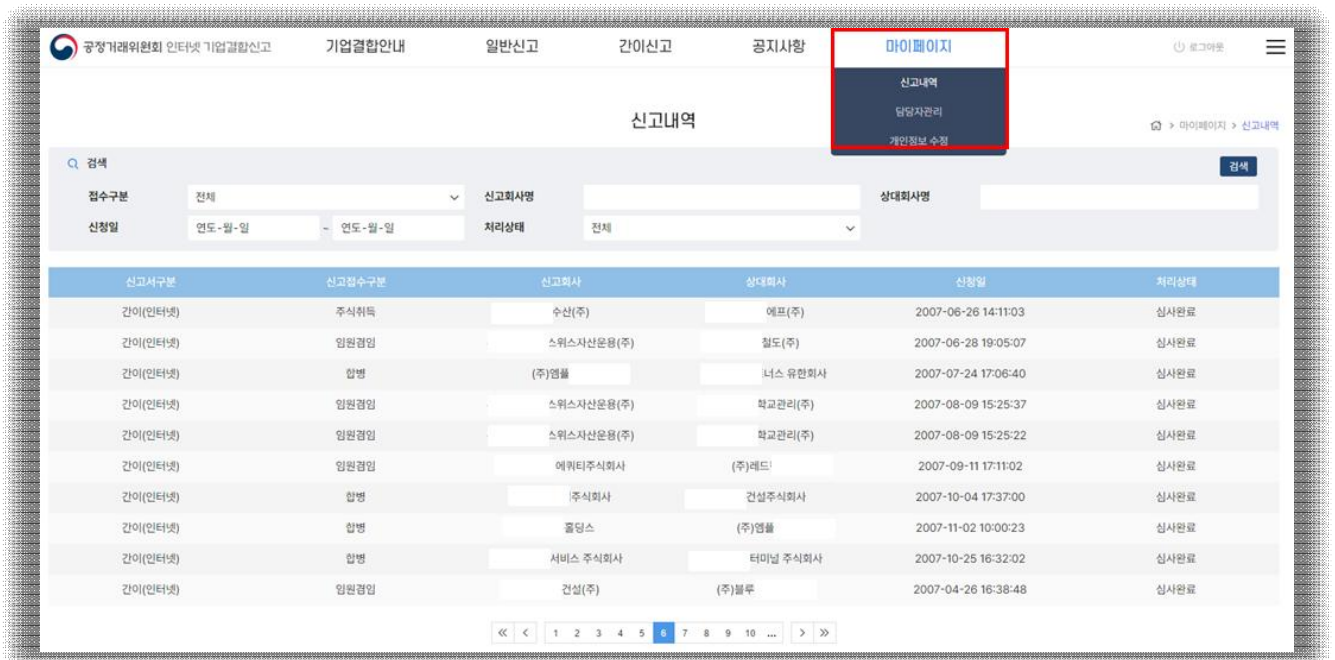 공정거래위원회 인터넷 기업결합신고 기업결합안내 일반신고 간이신고 공지사항 마이페이지 로그아웃
신고내역
담당자관리
개인정보 수정
신고내역
> 마이페이지 > 신고내역
검색 검색
접수구분 전체 신고회사명 상대회사명
신청일 연도-월-일 ~ 연도-월-일 처리상태 전체
신고서구분 신고접수구분 신고회사 상대회사 신청일 처리상태
간이(인터넷) 주식취득 수산(주) 에프(주) 2007-06-26 14:11:03 심사완료
간이(인터넷) 임원겸임 스위스자산운용(주) 철도(주) 2007-06-28 19:05:07 심사완료
간이(인터넷) 합병 (주)엠플 너스 유한회사 2007-07-24 17:06:40 심사완료
간이(인터넷) 임원겸임 스위스자산운용(주) 학교관리(주) 2007-08-09 15:25:37 심사완료
간이(인터넷) 임원겸임 스위스자산운용(주) 학교관리(주) 2007-08-09 15:25:22 심사완료
간이(인터넷) 임원겸임 에쿼티주식회사 (주)레드 2007-09-11 17:11:02 심사완료
간이(인터넷) 합병 주식회사 건설주식회사 2007-10-04 17:37:00 심사완료
간이(인터넷) 합병 홀딩스 (주)엠플 2007-11-02 10:00:23 심사완료
간이(인터넷) 합병 서비스 주식회사 터미널 주식회사 2007-10-25 16:32:02 심사완료
간이(인터넷) 임원겸임 건설(주) (주)블루 2007-04-26 16:38:48 심사완료
« < 1 2 3 4 5 6 7 8 9 10 ... > »